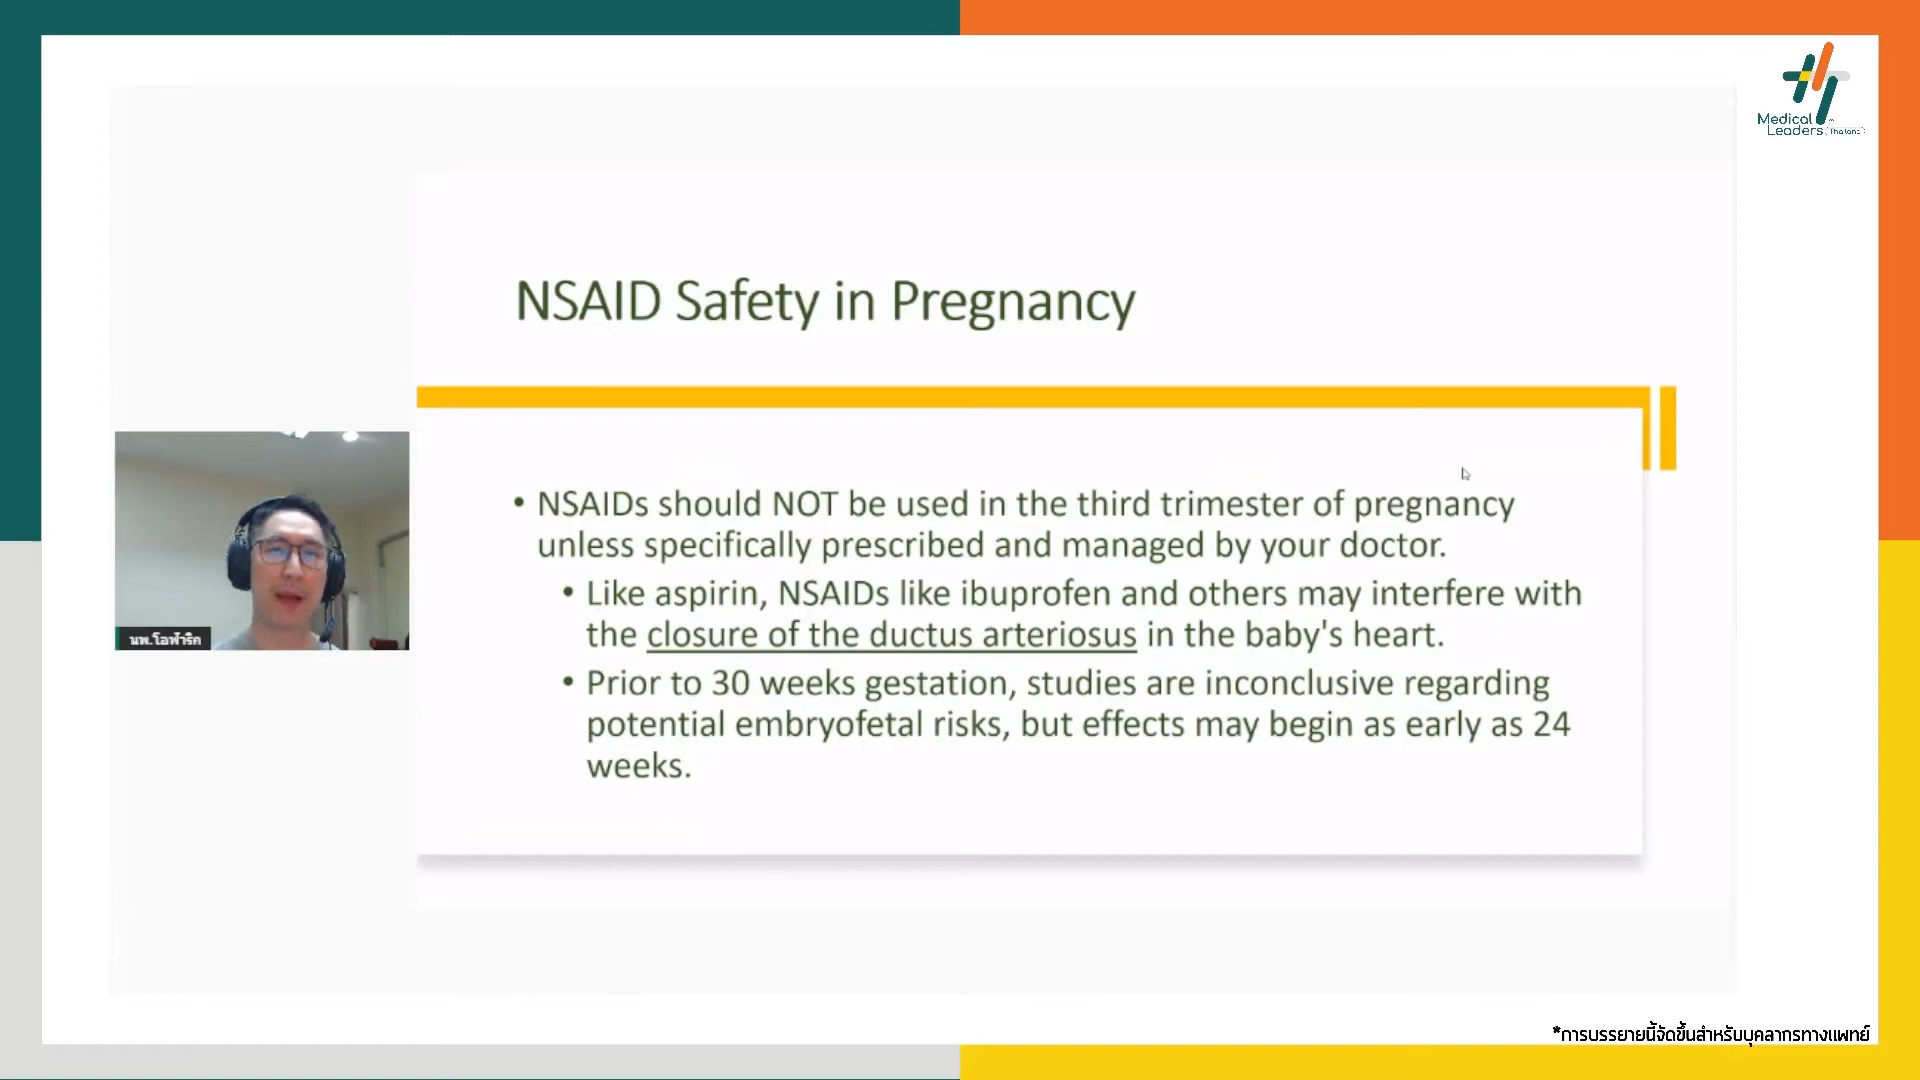 Medical
Leaders (Thailand)
NSAID Safety in Pregnancy
• NSAIDs should NOT be used in the third trimester of pregnancy
unless specifically prescribed and managed by your doctor.
• Like aspirin, NSAIDs like ibuprofen and others may interfere with
the closure of the ductus arteriosus in the baby's heart.
• Prior to 30 weeks gestation, studies are inconclusive regarding
potential embryofetal risks, but effects may begin as early as 24
weeks.
นพ.โอฬาริก
*การบรรยายนี้จัดขึ้นสำหรับบุคลากรทางแพทย์